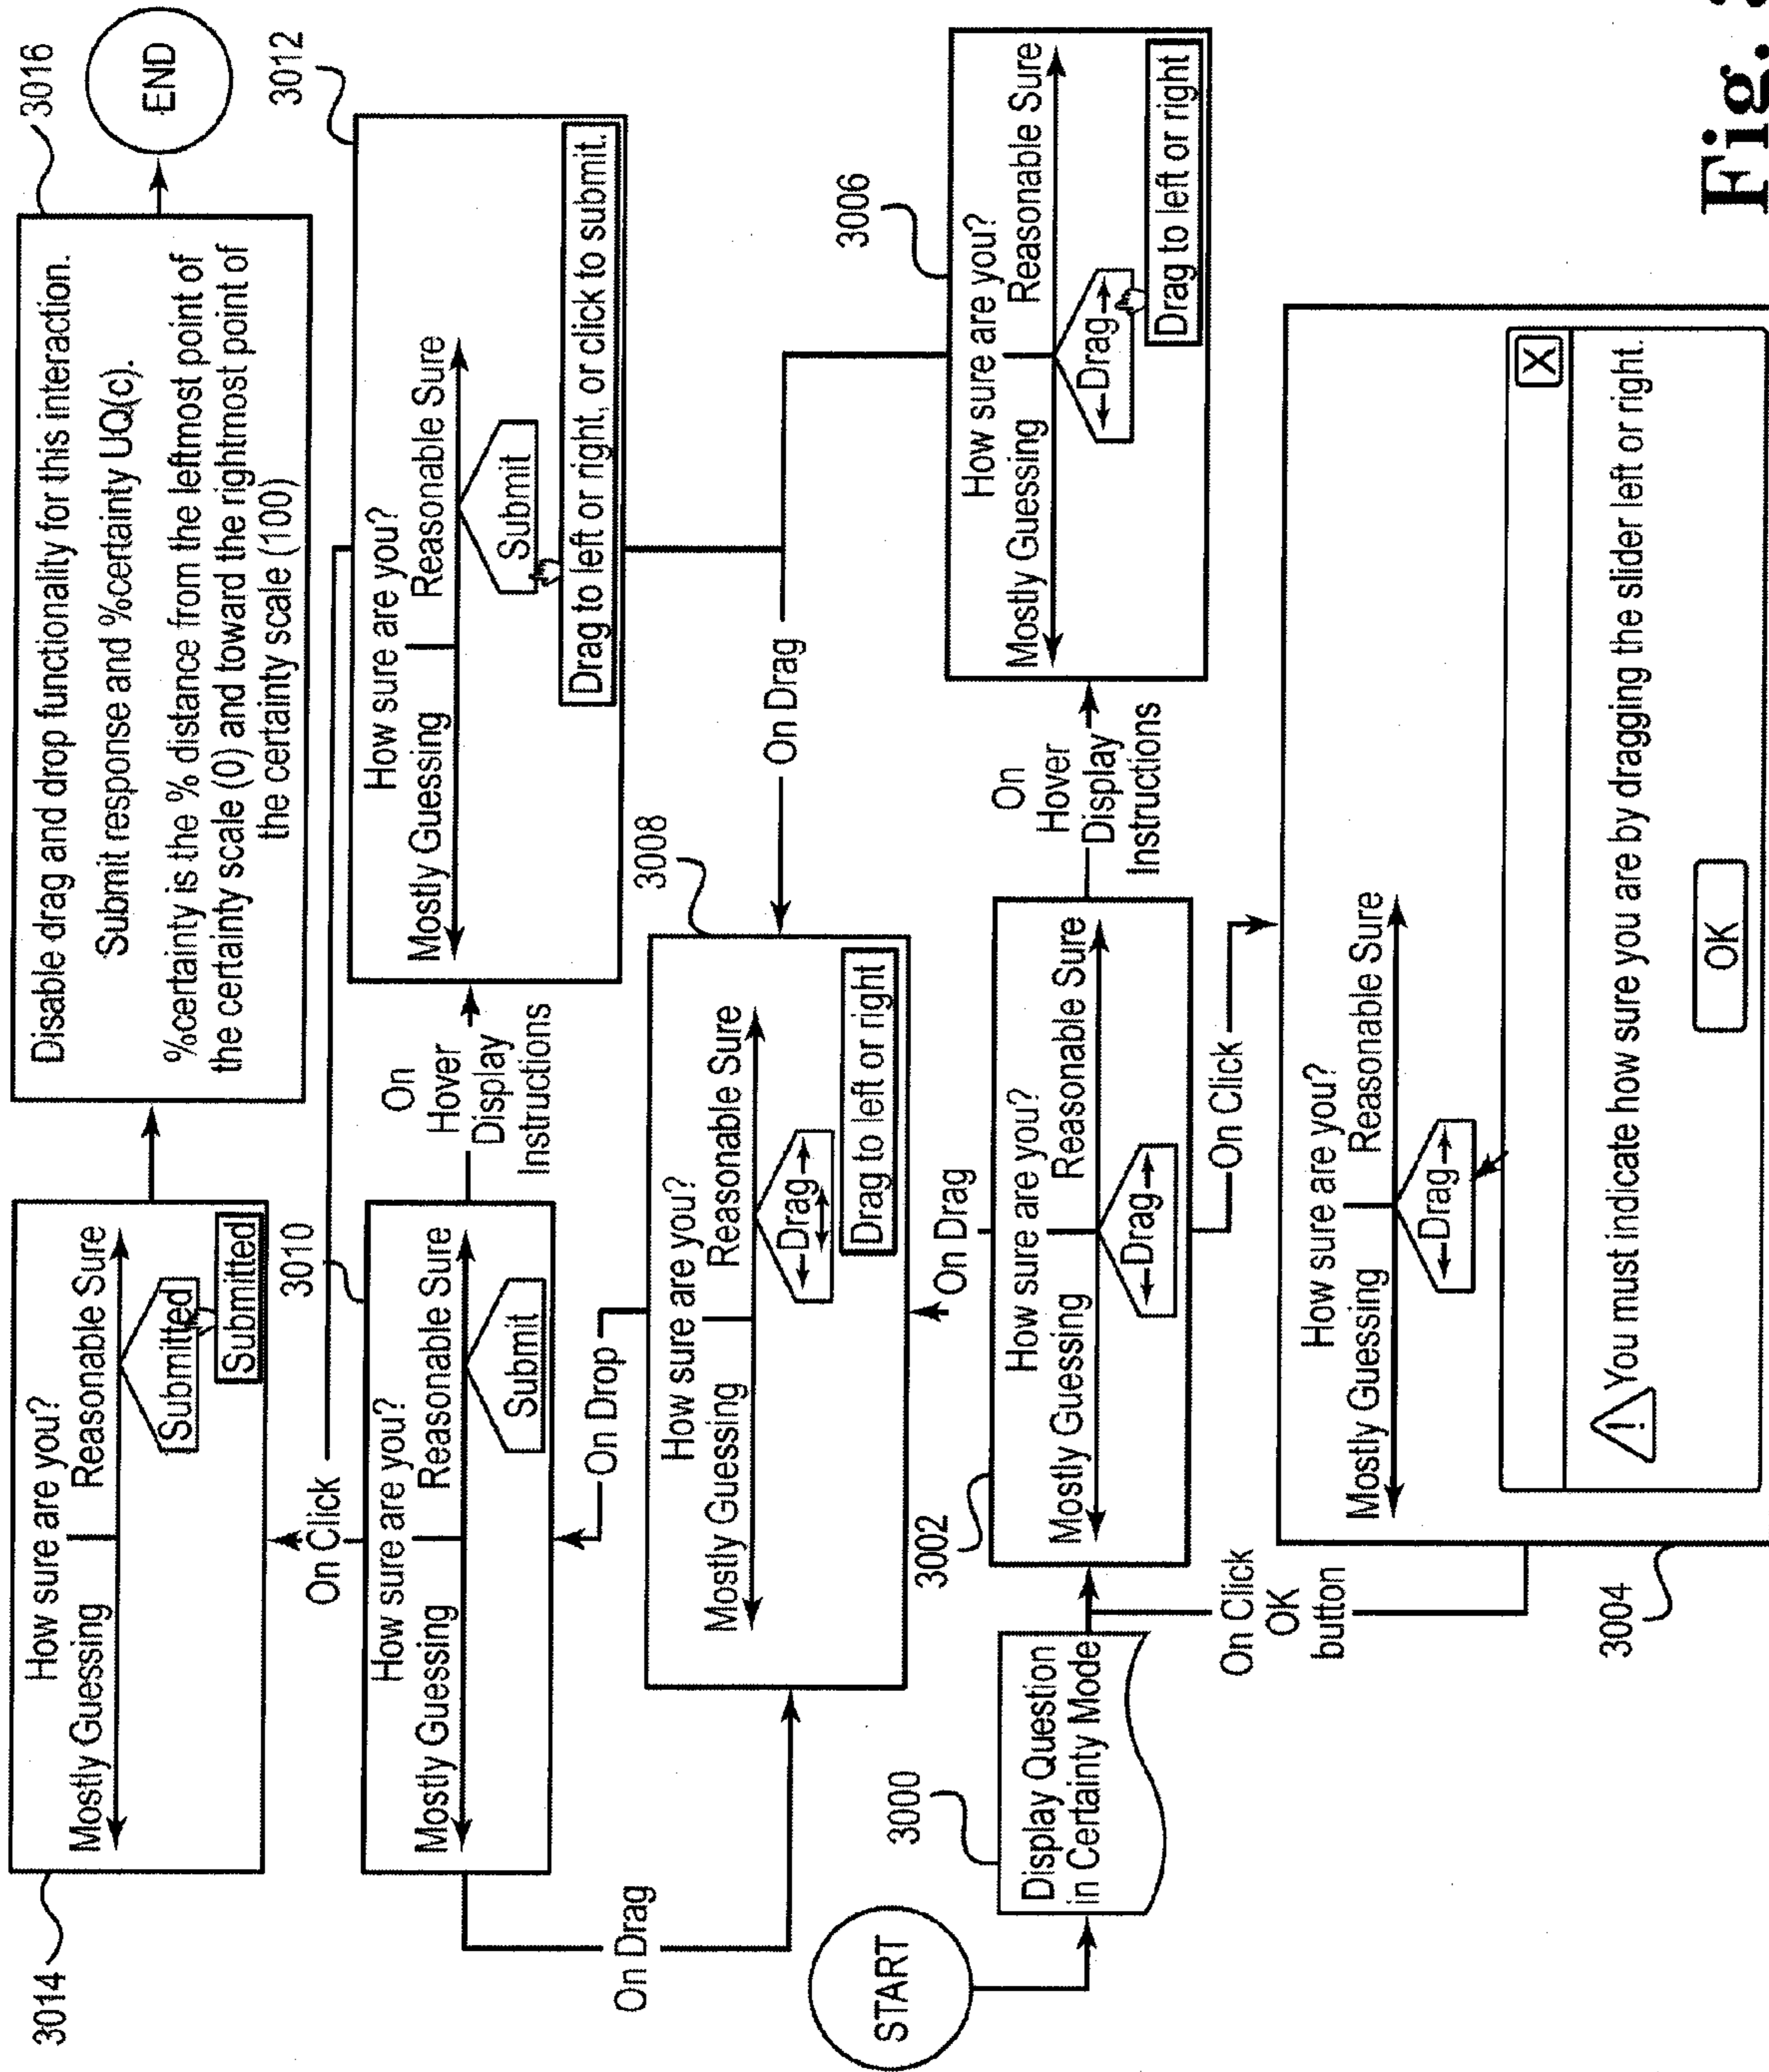 START
3000
Display Question
in Certainty Mode
3002
How sure are you?
Mostly Guessing
Reasonable Sure
Drag
On Click
3004
How sure are you?
Mostly Guessing
Reasonable Sure
Drag
X
! You must indicate how sure you are by dragging the slider left or right.
OK
On Click
OK
button
On
Hover
Display
Instructions
3006
How sure are you?
Mostly Guessing
Reasonable Sure
Drag
Drag to left or right
On Drag
On Drag
3008
How sure are you?
Mostly Guessing
Reasonable Sure
Drag
Drag to left or right
On Drop
On Drag
3010
How sure are you?
Mostly Guessing
Reasonable Sure
Submit
On
Hover
Display
Instructions
3012
How sure are you?
Mostly Guessing
Reasonable Sure
Submit
Drag to left or right, or click to submit.
On Click
3014
How sure are you?
Mostly Guessing
Reasonable Sure
Submitted
Submitted
3016
Disable drag and drop functionality for this interaction.
Submit response and %certainty UQ(c).
%certainty is the % distance from the leftmost point of
the certainty scale (0) and toward the rightmost point of
the certainty scale (100)
END
Fig.